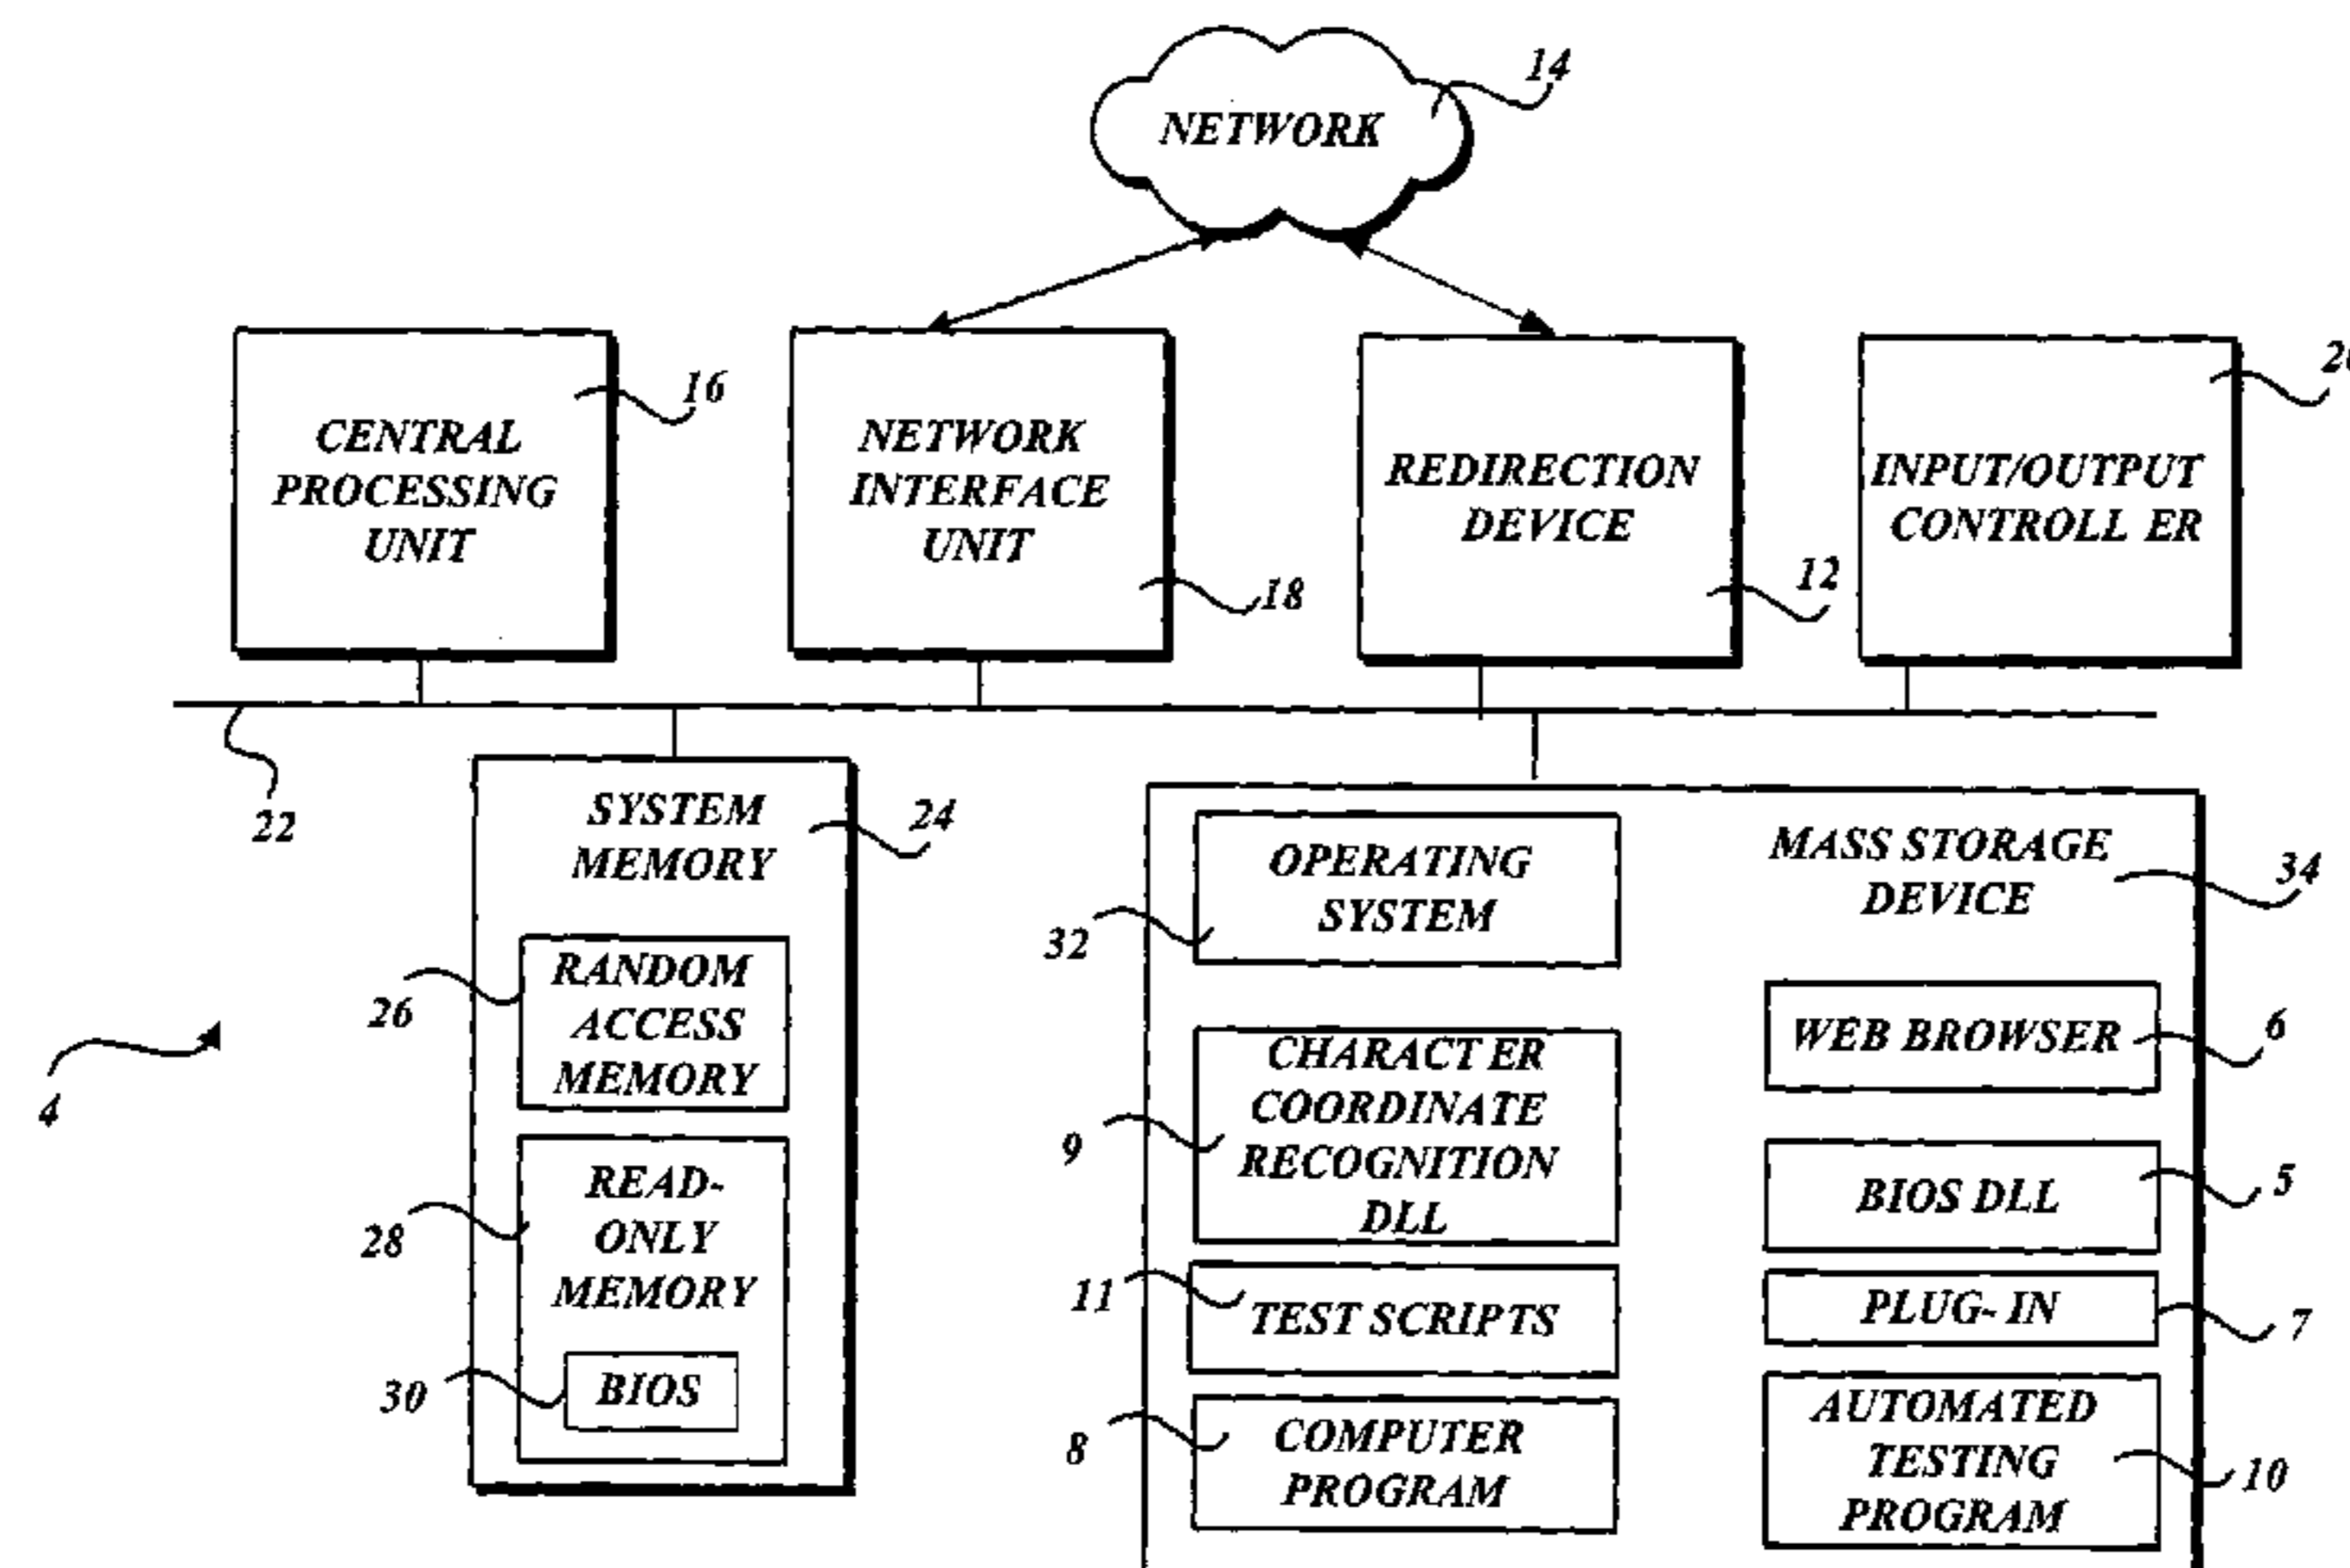 14
NETWORK
16
CENTRAL
PROCESSING
UNIT
NETWORK
INTERFACE
UNIT
18
REDIRECTION
DEVICE
12
INPUT/OUTPUT
CONTROLL ER
22
SYSTEM
MEMORY
24
RANDOM
ACCESS
MEMORY
26
READ-
ONLY
MEMORY
28
BIOS
30
4
MASS STORAGE
DEVICE
34
OPERATING
SYSTEM
32
CHARACT ER
COORDINATE
RECOGNITION
DLL
9
TEST SCRIPTS
11
COMPUTER
PROGRAM
8
WEB BROWSER
6
BIOS DLL
5
PLUG- IN
7
AUTOMATED
TESTING
PROGRAM
10